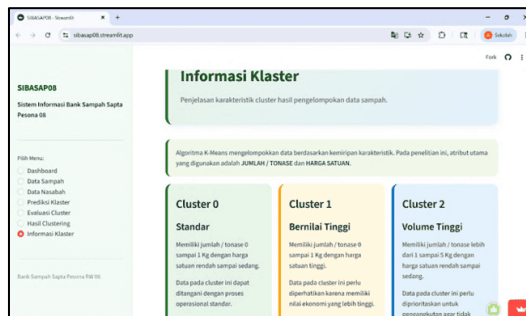 SIBASAP08 · Streamlit
sibasap08.streamlit.app
Sekolah
Fork
SIBASAP08
Sistem Informasi Bank Sampah Sapta
Pesona 08
Pilih Menu:
Dashboard
Data Sampah
Data Nasabah
Prediksi Klaster
Evaluasi Cluster
Hasil Clustering
Informasi Klaster
Bank Sampah Sapta Pesona RW 08
Informasi Klaster
Penjelasan karakteristik cluster hasil pengelompokan data sampah.
Algoritma K-Means mengelompokkan data berdasarkan kemiripan karakteristik. Pada penelitian ini, atribut utama
yang digunakan adalah JUMLAH / TONASE dan HARGA SATUAN.
Cluster 0
Standar
Memiliki jumlah / tonase 0
sampai 1 Kg dengan harga
satuan rendah sampai sedang.
Data pada cluster ini dapat
ditangani dengan proses
operasional standar.
Cluster 1
Bernilai Tinggi
Memiliki jumlah / tonase 0
sampai 1 Kg dengan harga
satuan tinggi.
Data pada cluster ini perlu
diperhatikan karena memiliki
nilai ekonomi yang lebih tinggi.
Cluster 2
Volume Tinggi
Memiliki jumlah / tonase lebih
dari 1 sampai 5 Kg dengan
harga satuan rendah sampai
sedang.
Data pada cluster ini perlu
diprioritaskan untuk
pengangkutan agar tidak